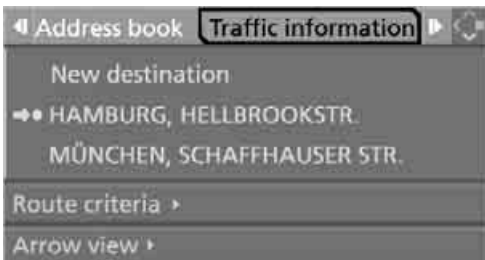 Address book Traffic information
New destination
HAMBURG, HELLBROOKSTR.
MÜNCHEN, SCHAFFHAUSER STR.
Route criteria
Arrow view